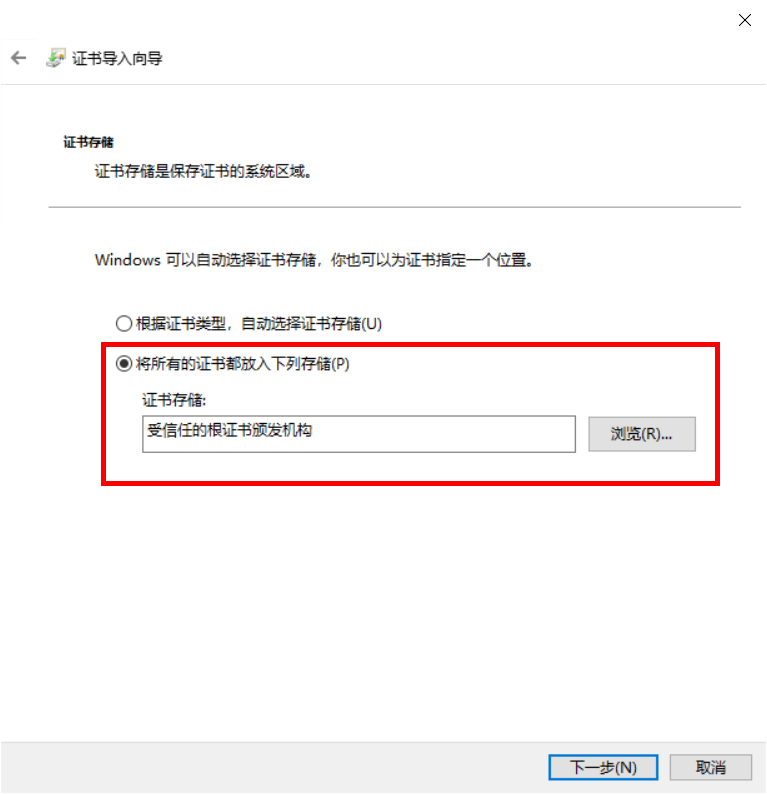 证书导入向导
证书存储
证书存储是保存证书的系统区域。
Windows 可以自动选择证书存储，你也可以为证书指定一个位置。
根据证书类型，自动选择证书存储(U)
将所有的证书都放入下列存储(P)
证书存储:
受信任的根证书颁发机构
浏览(R)...
下一步(N)
取消